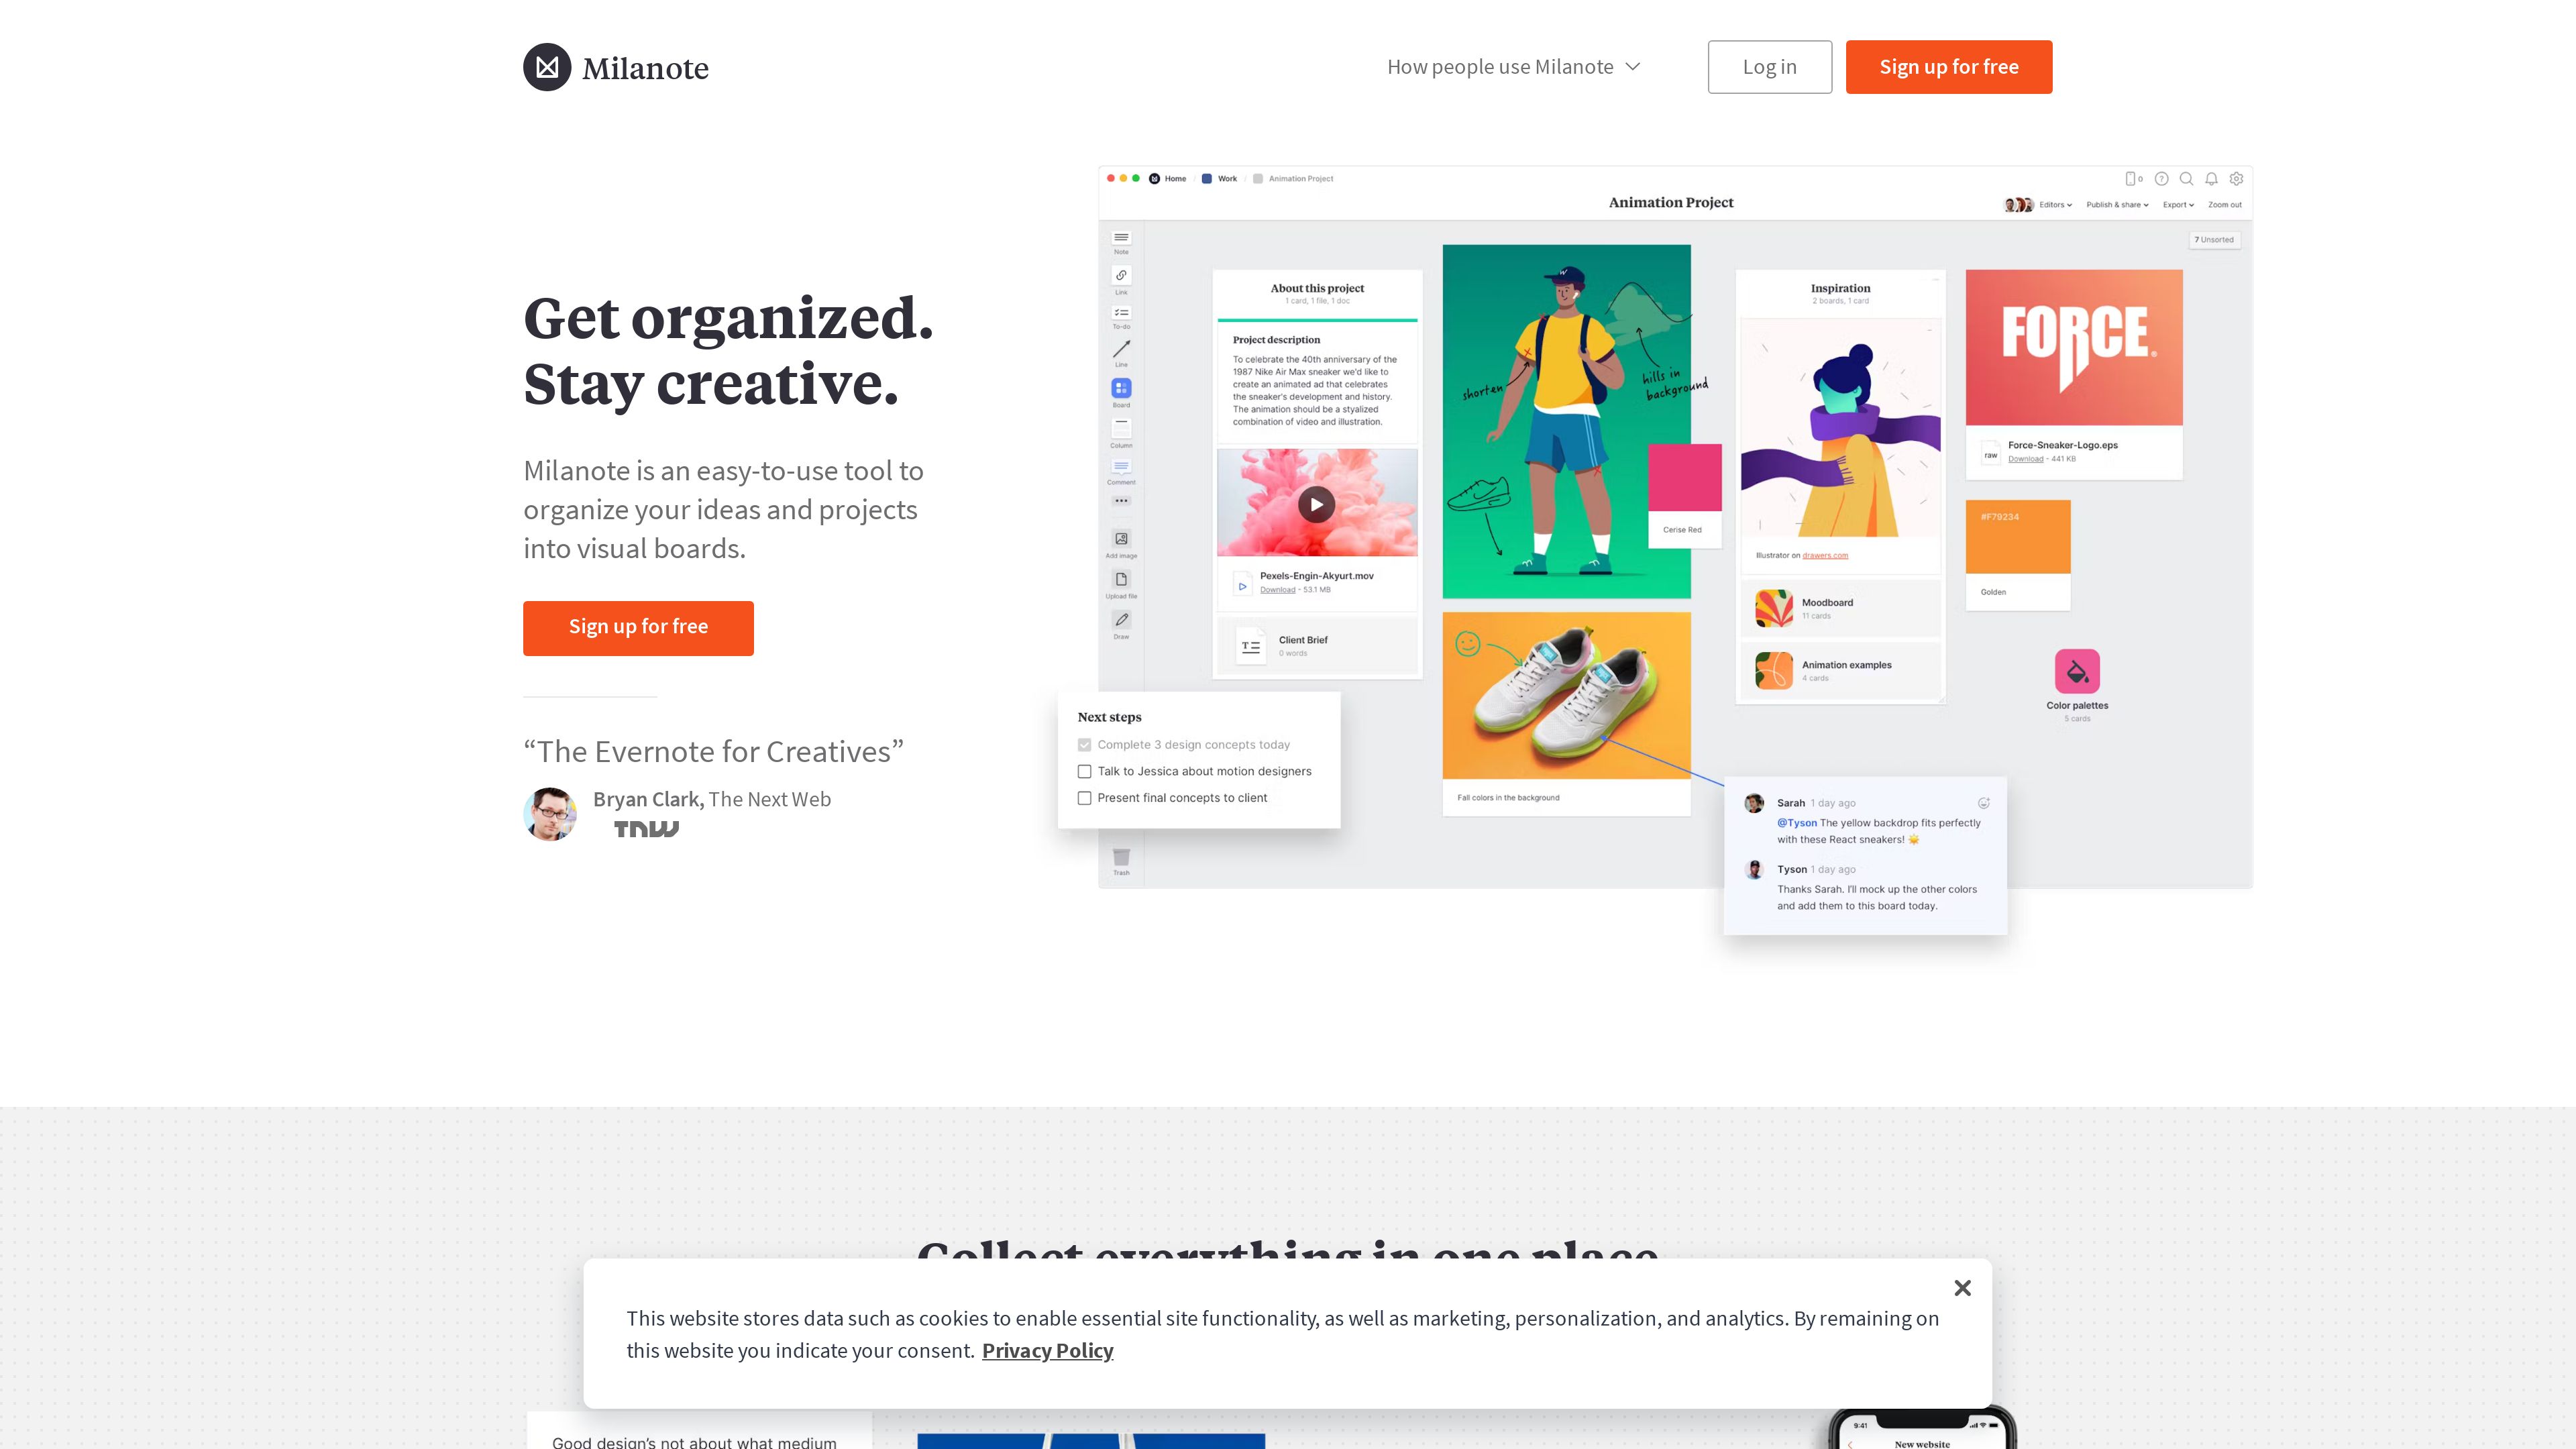 Milanote
How people use Milanote
Log in
Sign up for free
Get organized.
Stay creative.
Milanote is an easy-to-use tool to
organize your ideas and projects
into visual boards.
Sign up for free
“The Evernote for Creatives”
Bryan Clark, The Next Web
TNW
Home
Work
Animation Project
0
Animation Project
Editors
Publish & share
Export
Zoom out
7 Unsorted
Note
Link
To-do
Line
Board
Column
Comment
Add image
Upload file
Draw
Trash
About this project
1 card, 1 file, 1 doc
Project description
To celebrate the 40th anniversary of the
1987 Nike Air Max sneaker we'd like to
create an animated ad that celebrates
the sneaker's development and history.
The animation should be a stylized
combination of video and illustration.
Pexels-Engin-Akyurt.mov
Download - 53.1 MB
Client Brief
0 words
Next steps
Complete 3 design concepts today
Talk to Jessica about motion designers
Present final concepts to client
W
shorten
hills in
background
Cerise Red
Fall colors in the background
Inspiration
2 boards, 1 card
Illustrator on drawers.com
Moodboard
11 cards
Animation examples
4 cards
FORCE.
raw
Force-Sneaker-Logo.eps
Download - 441 KB
#F79234
Golden
Color palettes
5 cards
Sarah 1 day ago
@Tyson The yellow backdrop fits perfectly
with these React sneakers! 🌟
Tyson 1 day ago
Thanks Sarah. I'll mock up the other colors
and add them to this board today.
Collect everything in one place
This website stores data such as cookies to enable essential site functionality, as well as marketing, personalization, and analytics. By remaining on
this website you indicate your consent. Privacy Policy
Good design’s not about what medium
9:41
New website